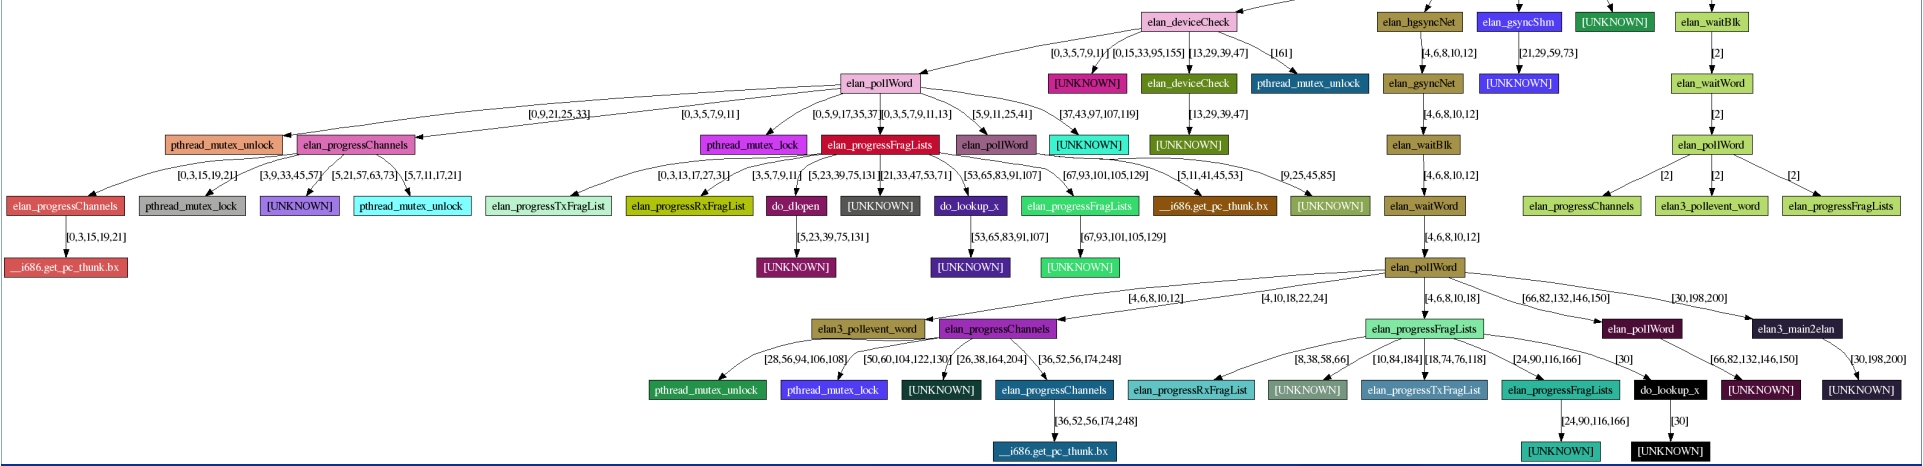 elan_deviceCheck elan_hgsyncNet elan_gsyncShm [UNKNOWN] elan_waitBlk
[0,3,5,7,9,11] [0,15,33,95,155] [13,29,39,47] [161] [4,6,8,10,12] [21,29,59,73] [2]
elan_pollWord [UNKNOWN] elan_deviceCheck pthread_mutex_unlock elan_gsyncNet [UNKNOWN] elan_waitWord
[0,9,21,25,33] [0,3,5,7,9,11] [0,5,9,17,35,37] [0,3,5,7,9,11,13] [5,9,11,25,41] [37,43,97,107,119] [13,29,39,47] [4,6,8,10,12] [2]
pthread_mutex_unlock elan_progressChannels pthread_mutex_lock elan_progressFragLists elan_pollWord [UNKNOWN] [UNKNOWN] elan_waitBlk elan_pollWord
[0,3,15,19,21] [3,9,33,45,57] [5,21,57,63,73] [5,7,11,17,21] [0,3,13,17,27,31] [3,5,7,9,11] [5,23,39,75,131] [21,33,47,53,71] [53,65,83,91,107] [67,93,101,105,129] [5,11,41,45,53] [9,25,45,85] [4,6,8,10,12] [2] [2] [2]
elan_progressChannels pthread_mutex_lock [UNKNOWN] pthread_mutex_unlock elan_progressTxFragList elan_progressRxFragList do_dlopen [UNKNOWN] do_lookup_x elan_progressFragLists __i686.get_pc_thunk.bx [UNKNOWN] elan_waitWord elan_progressChannels elan3_pollevent_word elan_progressFragLists
[0,3,15,19,21] [5,23,39,75,131] [53,65,83,91,107] [67,93,101,105,129] [4,6,8,10,12]
__i686.get_pc_thunk.bx [UNKNOWN] [UNKNOWN] [UNKNOWN] elan_pollWord
[4,6,8,10,12] [4,10,18,22,24] [4,6,8,10,18] [66,82,132,146,150] [30,198,200]
elan3_pollevent_word elan_progressChannels elan_progressFragLists elan_pollWord elan3_main2elan
[28,56,94,106,108] [50,60,104,122,130] [26,38,164,204] [36,52,56,174,248] [8,38,58,66] [10,84,184] [18,74,76,118] [24,90,116,166] [30] [66,82,132,146,150] [30,198,200]
pthread_mutex_unlock pthread_mutex_lock [UNKNOWN] elan_progressChannels elan_progressRxFragList [UNKNOWN] elan_progressTxFragList elan_progressFragLists do_lookup_x [UNKNOWN] [UNKNOWN]
[36,52,56,174,248] [24,90,116,166] [30]
__i686.get_pc_thunk.bx [UNKNOWN] [UNKNOWN]